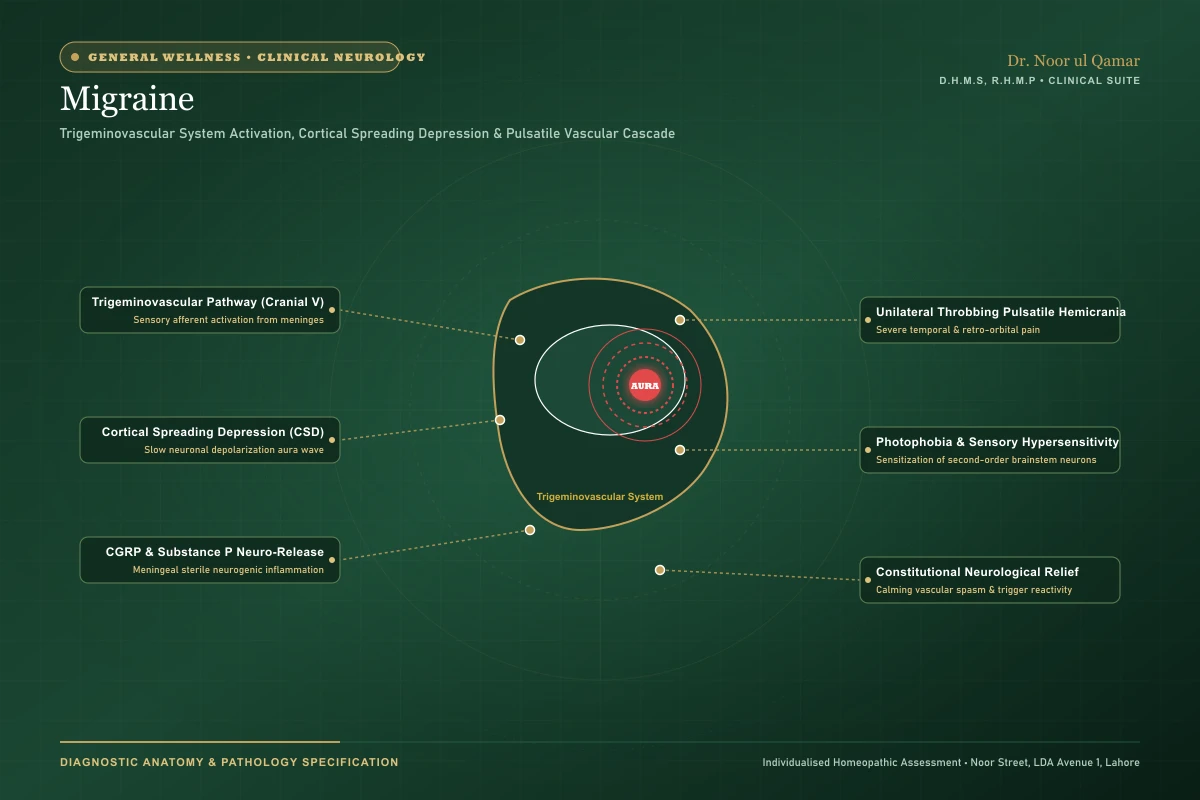 GENERAL WELLNESS • CLINICAL NEUROLOGY
Migraine
Trigeminovascular System Activation, Cortical Spreading Depression & Pulsatile Vascular Cascade
Dr. Noor ul Qamar
D.H.M.S, R.H.M.P • CLINICAL SUITE
Trigeminovascular Pathway (Cranial V)
Sensory afferent activation from meninges
Cortical Spreading Depression (CSD)
Slow neuronal depolarization aura wave
CGRP & Substance P Neuro-Release
Meningeal sterile neurogenic inflammation
AURA
Trigeminovascular System
Unilateral Throbbing Pulsatile Hemicrania
Severe temporal & retro-orbital pain
Photophobia & Sensory Hypersensitivity
Sensitization of second-order brainstem neurons
Constitutional Neurological Relief
Calming vascular spasm & trigger reactivity
DIAGNOSTIC ANATOMY & PATHOLOGY SPECIFICATION
Individualised Homeopathic Assessment • Noor Street, LDA Avenue 1, Lahore